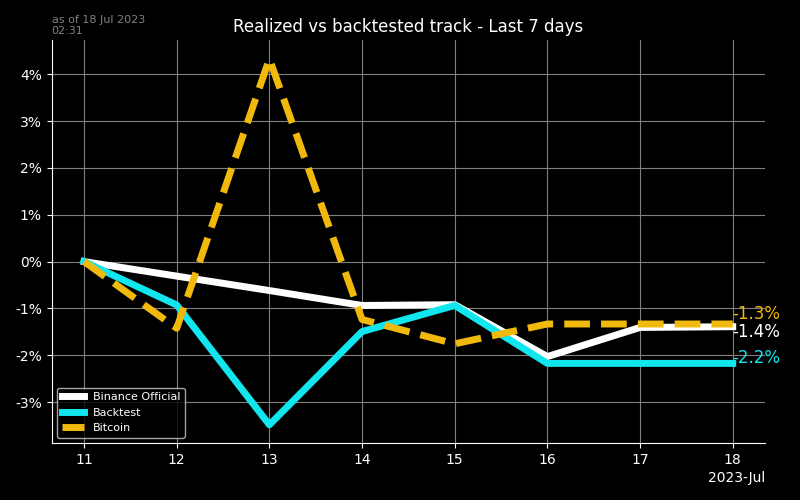 as of 18 Jul 2023
02:31
Realized vs backtested track - Last 7 days
4%
3%
2%
1%
0%
-1%
-2%
-3%
-1.3%
-1.4%
-2.2%
Binance Official
Backtest
Bitcoin
11 12 13 14 15 16 17 18
2023-Jul